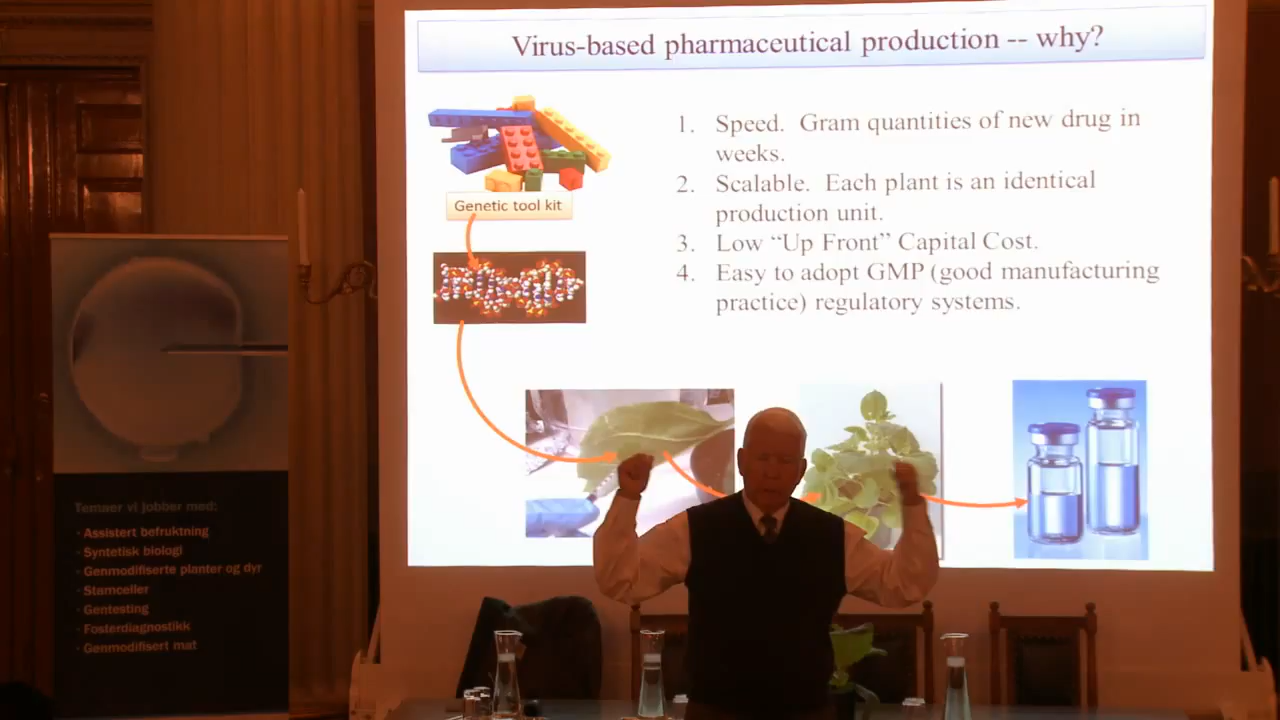 Virus-based pharmaceutical production -- why?
1. Speed. Gram quantities of new drug in
weeks.
2. Scalable. Each plant is an identical
production unit.
3. Low “Up Front” Capital Cost.
4. Easy to adopt GMP (good manufacturing
practice) regulatory systems.
Genetic tool kit
Temaer vi jobber med:
· Assistert befruktning
· Syntetisk biologi
· Genmodifiserte planter og dyr
· Stamceller
· Gentesting
· Fosterdiagnostikk
· Genmodifisert mat